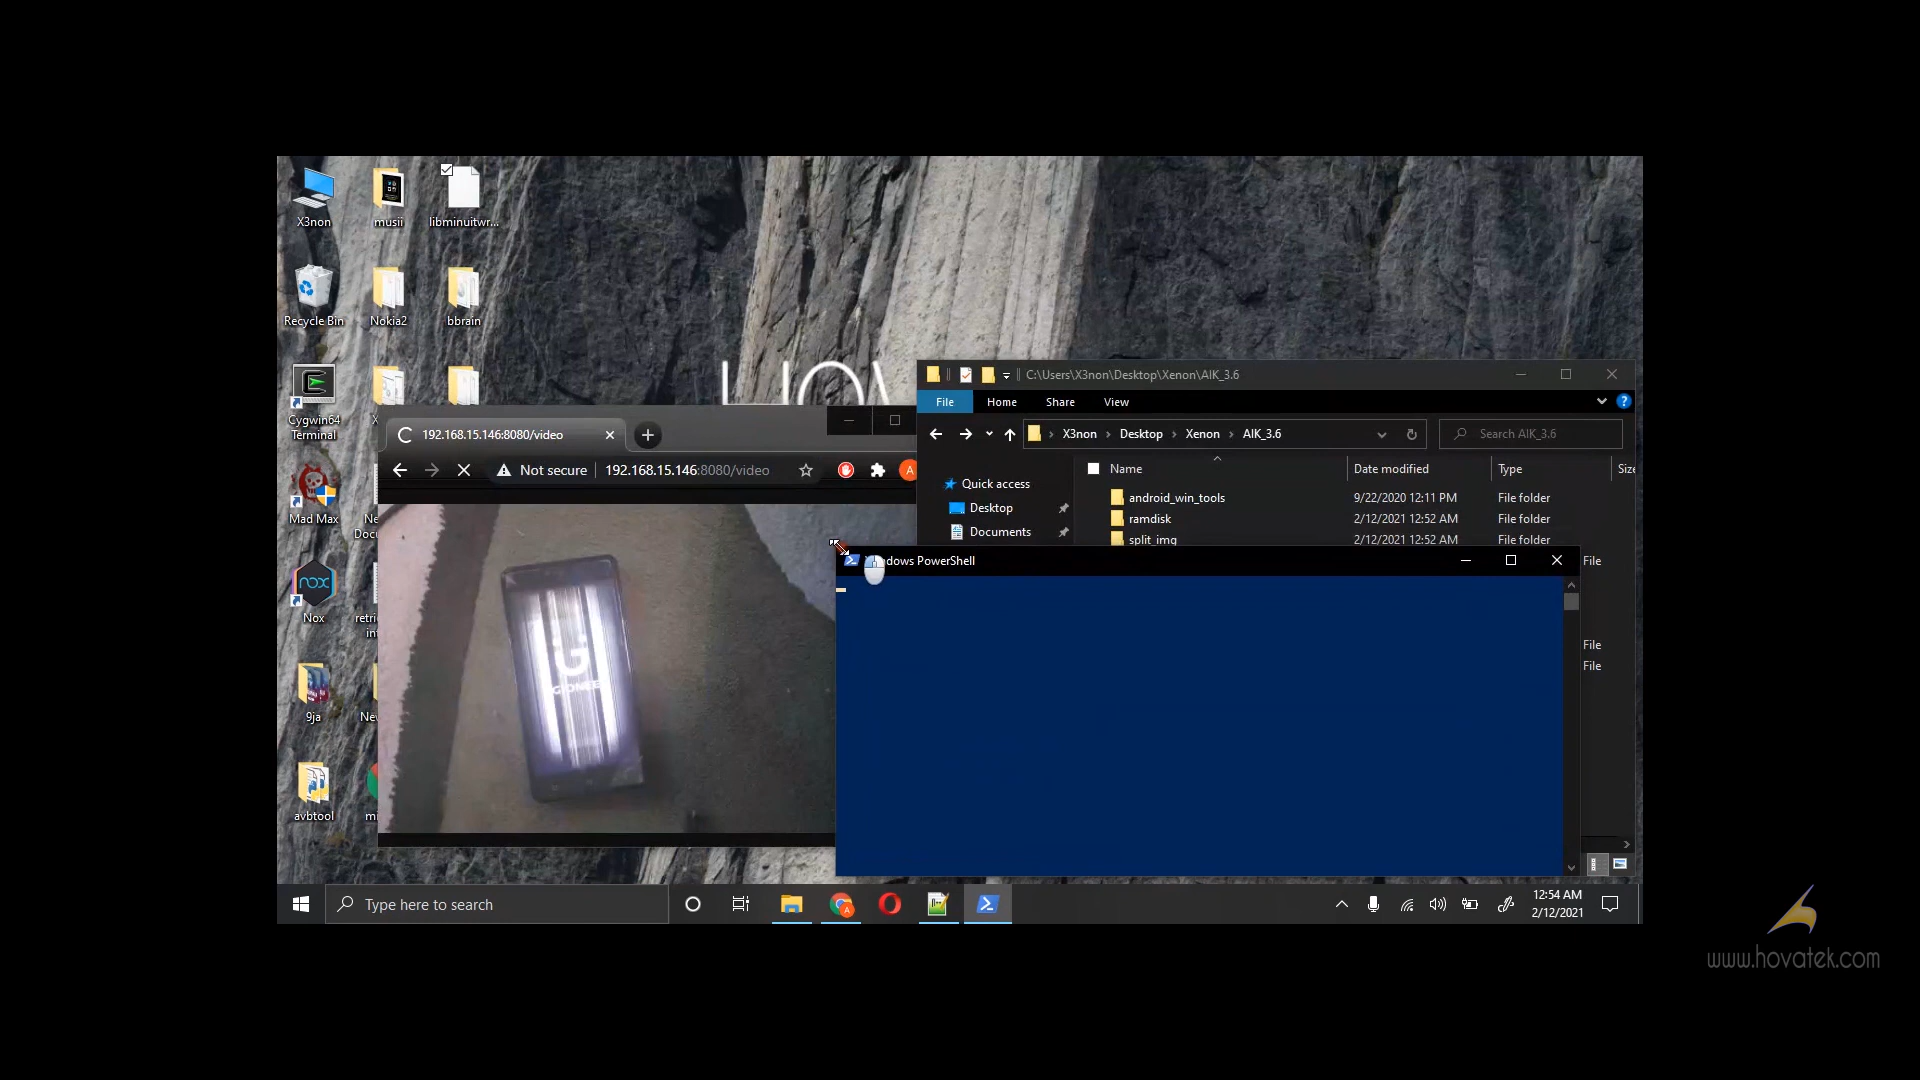 X3non
musii
libminuitwr...
Recycle Bin
Nokia2
bbrain
HOV
Cygwin64
Terminal
Mad Max
Nox
9ja
avbtool
192.168.15.146:8080/video
Not secure
192.168.15.146:8080/video
A
GIONEE
C:\Users\X3non\Desktop\Xenon\AIK_3.6
File
Home
Share
View
X3non
Desktop
Xenon
AIK_3.6
Search AIK_3.6
Name
Date modified
Type
Size
Quick access
Desktop
Documents
android_win_tools
9/22/2020 12:11 PM
File folder
ramdisk
2/12/2021 12:52 AM
File folder
split_img
2/12/2021 12:52 AM
File folder
File
File
File
dows PowerShell
Type here to search
12:54 AM
2/12/2021
www.hovatek.com